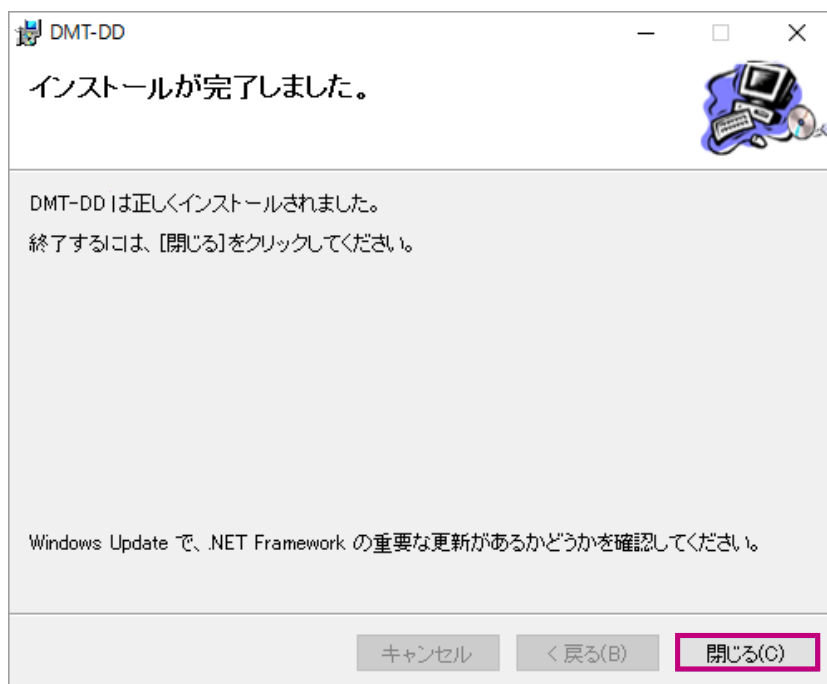 DMT-DD
インストールが完了しました。
DMT-DD は正しくインストールされました。
終了するには、[閉じる]をクリックしてください。
Windows Update で、.NET Framework の重要な更新があるかどうかを確認してください。
キャンセル
< 戻る(B)
閉じる(C)